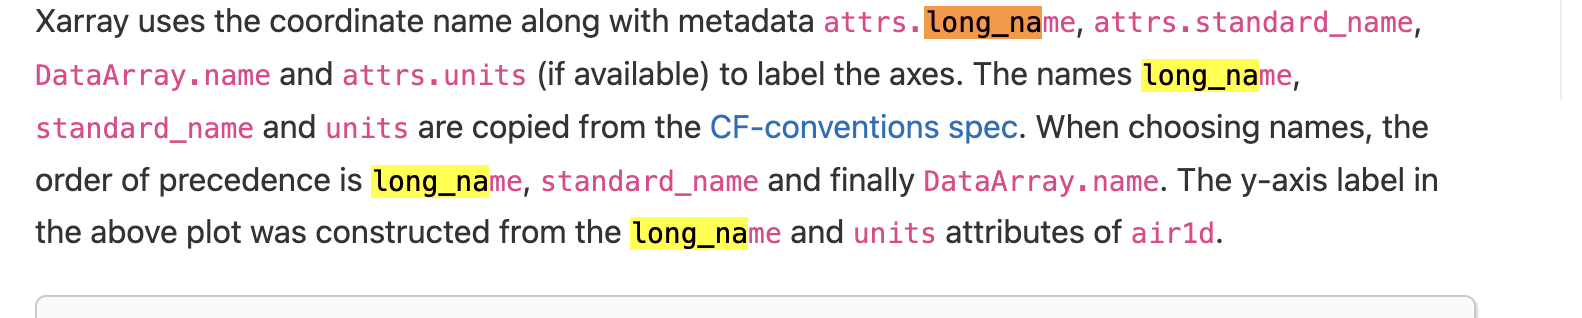 Xarray uses the coordinate name along with metadata attrs.long_name, attrs.standard_name,
DataArray.name and attrs.units (if available) to label the axes. The names long_name,
standard_name and units are copied from the CF-conventions spec. When choosing names, the
order of precedence is long_name, standard_name and finally DataArray.name. The y-axis label in
the above plot was constructed from the long_name and units attributes of air1d.